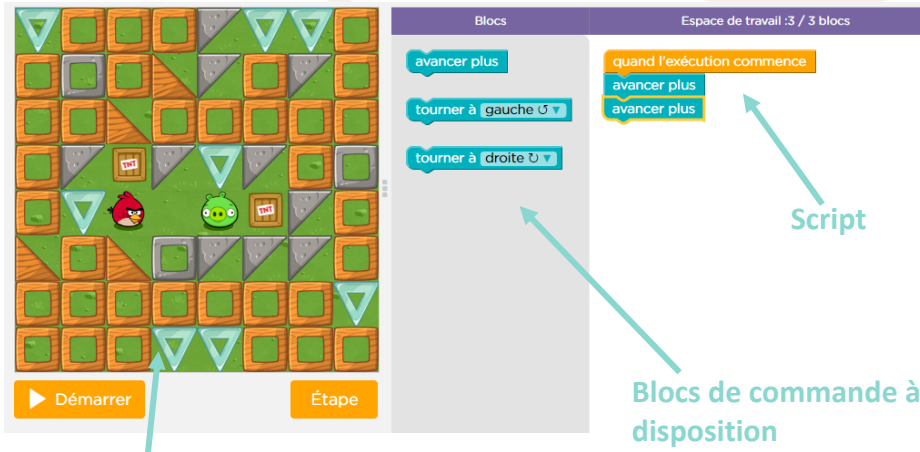 Blocs
Espace de travail :3 / 3 blocs
avancer plus
tourner à gauche ↺ ▼
tourner à droite ↻ ▼
quand l'exécution commence
avancer plus
avancer plus
TNT
TNT
Script
Démarrer
Étape
Blocs de commande à
disposition